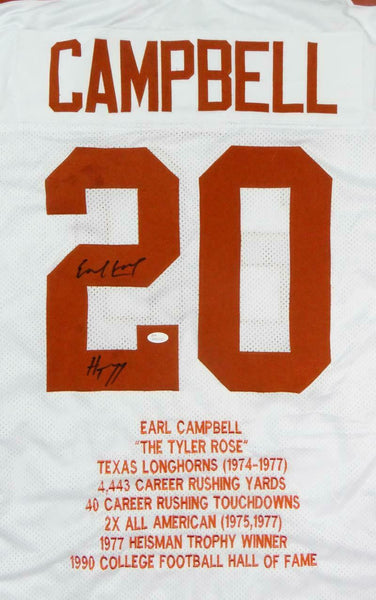 CAMPBELL
20
EARL CAMPBELL
"THE TYLER ROSE"
TEXAS LONGHORNS (1974-1977)
4,443 CAREER RUSHING YARDS
40 CAREER RUSHING TOUCHDOWNS
2X ALL AMERICAN (1975,1977)
1977 HEISMAN TROPHY WINNER
1990 COLLEGE FOOTBALL HALL OF FAME